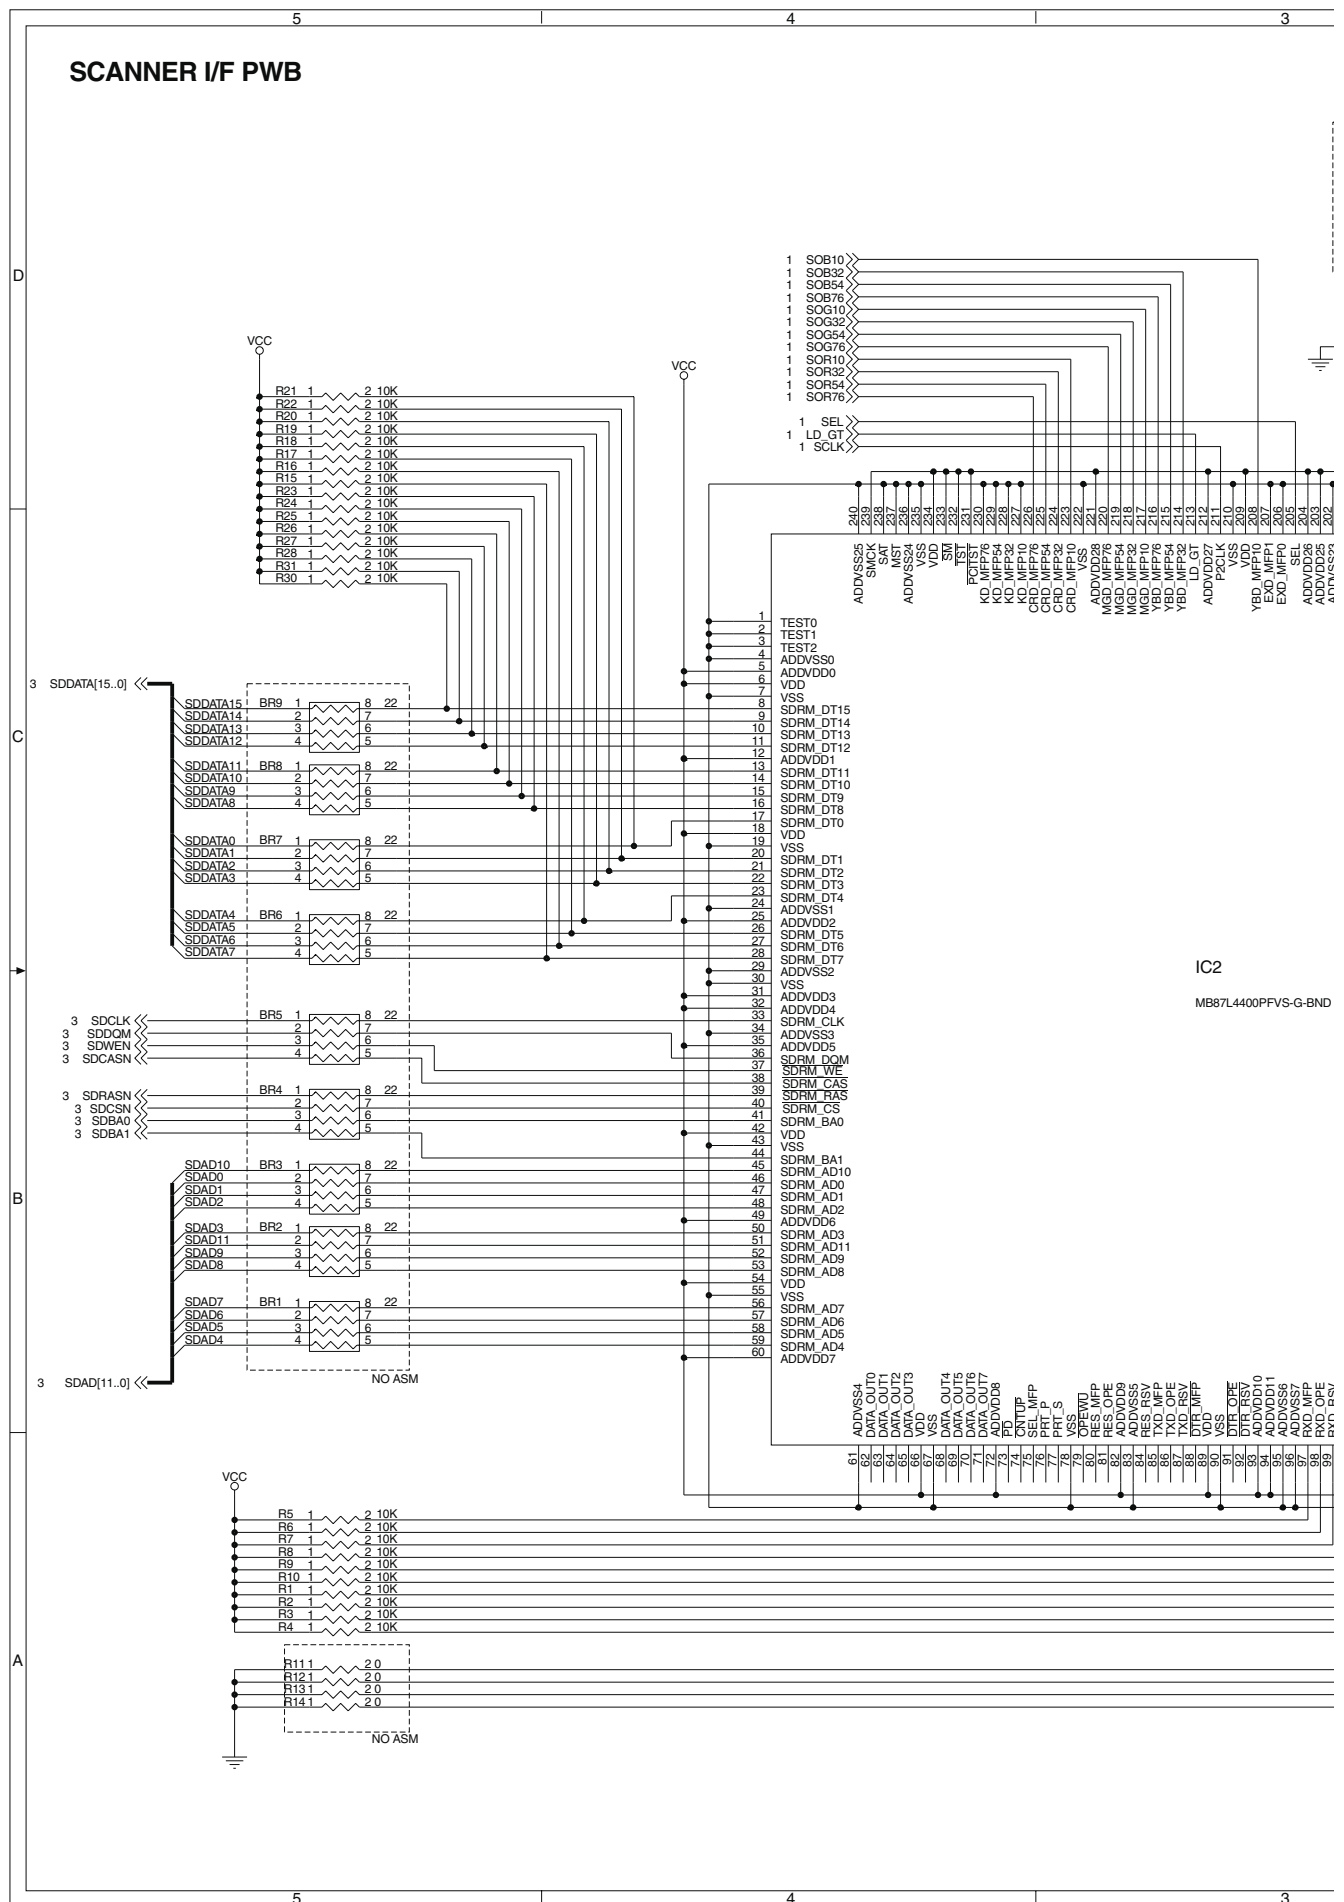 5 4 3
SCANNER I/F PWB
D
1 SOB10
1 SOB32
1 SOB54
1 SOB76
1 SOG10
1 SOG32
1 SOG54
1 SOG76
1 SOR10
1 SOR32
1 SOR54
1 SOR76
1 SEL
1 LD_GT
1 SCLK
VCC
VCC
R21 1 2 10K
R22 1 2 10K
R20 1 2 10K
R19 1 2 10K
R18 1 2 10K
R17 1 2 10K
R16 1 2 10K
R15 1 2 10K
R23 1 2 10K
R24 1 2 10K
R25 1 2 10K
R26 1 2 10K
R27 1 2 10K
R28 1 2 10K
R31 1 2 10K
R30 1 2 10K
240 ADDVSS25
239 SMCK
238 SAT
237 MST
236 ADDVSS24
235 VSS
234 VDD
233 SM
232 TST
231 PCITST
230 KD_MFP76
229 KD_MFP54
228 KD_MFP32
227 KD_MFP10
226 CRD_MFP76
225 CRD_MFP54
224 CRD_MFP32
223 CRD_MFP10
222 VSS
221 ADDVDD28
220 MGD_MFP76
219 MGD_MFP54
218 MGD_MFP32
217 MGD_MFP10
216 YBD_MFP76
215 YBD_MFP54
214 YBD_MFP32
213 LD_GT
212 ADDVDD27
211 P2CLK
210 VSS
209 VDD
208 YBD_MFP10
207 EXD_MFP1
206 EXD_MFP0
205 SEL
204 ADDVDD26
203 ADDVDD25
202 ADDVSS23
1 TEST0
2 TEST1
3 TEST2
4 ADDVSS0
5 ADDVDD0
6 VDD
7 VSS
8 SDRM_DT15
9 SDRM_DT14
10 SDRM_DT13
11 SDRM_DT12
12 ADDVDD1
13 SDRM_DT11
14 SDRM_DT10
15 SDRM_DT9
16 SDRM_DT8
17 SDRM_DT0
18 VDD
19 VSS
20 SDRM_DT1
21 SDRM_DT2
22 SDRM_DT3
23 SDRM_DT4
24 ADDVSS1
25 ADDVDD2
26 SDRM_DT5
27 SDRM_DT6
28 SDRM_DT7
29 ADDVSS2
30 VSS
31 ADDVDD3
32 ADDVDD4
33 SDRM_CLK
34 ADDVSS3
35 ADDVDD5
36 SDRM_DQM
37 SDRM_WE
38 SDRM_CAS
39 SDRM_RAS
40 SDRM_CS
41 SDRM_BA0
42 VDD
43 VSS
44 SDRM_BA1
45 SDRM_AD10
46 SDRM_AD0
47 SDRM_AD1
48 SDRM_AD2
49 ADDVDD6
50 SDRM_AD3
51 SDRM_AD11
52 SDRM_AD9
53 SDRM_AD8
54 VDD
55 VSS
56 SDRM_AD7
57 SDRM_AD6
58 SDRM_AD5
59 SDRM_AD4
60 ADDVDD7
C
3 SDDATA[15..0]
SDDATA15 BR9 1 8 22
SDDATA14 2 7
SDDATA13 3 6
SDDATA12 4 5
SDDATA11 BR8 1 8 22
SDDATA10 2 7
SDDATA9 3 6
SDDATA8 4 5
SDDATA0 BR7 1 8 22
SDDATA1 2 7
SDDATA2 3 6
SDDATA3 4 5
SDDATA4 BR6 1 8 22
SDDATA5 2 7
SDDATA6 3 6
SDDATA7 4 5
IC2
MB87L4400PFVS-G-BND
3 SDCLK BR5 1 8 22
3 SDDQM 2 7
3 SDWEN 3 6
3 SDCASN 4 5
3 SDRASN BR4 1 8 22
3 SDCSN 2 7
3 SDBA0 3 6
3 SDBA1 4 5
B
SDAD10 BR3 1 8 22
SDAD0 2 7
SDAD1 3 6
SDAD2 4 5
SDAD3 BR2 1 8 22
SDAD11 2 7
SDAD9 3 6
SDAD8 4 5
SDAD7 BR1 1 8 22
SDAD6 2 7
SDAD5 3 6
SDAD4 4 5
NO ASM
3 SDAD[11..0]
61 ADDVSS4
62 DATA_OUT0
63 DATA_OUT1
64 DATA_OUT2
65 DATA_OUT3
66 VDD
67 VSS
68 DATA_OUT4
69 DATA_OUT5
70 DATA_OUT6
71 DATA_OUT7
72 ADDVDD8
73 PD
74 CNTUP
75 SEL_MFP
76 PRT_P
77 PRT_S
78 VSS
79 OPEWU
80 RES_MFP
81 RES_OPE
82 ADDVDD9
83 ADDVSS5
84 RES_RSV
85 TXD_MFP
86 TXD_OPE
87 TXD_RSV
88 DTR_MFP
89 VDD
90 VSS
91 DTR_OPE
92 DTR_RSV
93 ADDVDD10
94 ADDVDD11
95 ADDVSS6
96 ADDVSS7
97 RXD_MFP
98 RXD_OPE
99 RXD_RSV
VCC
R5 1 2 10K
R6 1 2 10K
R7 1 2 10K
R8 1 2 10K
R9 1 2 10K
R10 1 2 10K
R1 1 2 10K
R2 1 2 10K
R3 1 2 10K
R4 1 2 10K
A
R11 1 2 0
R12 1 2 0
R13 1 2 0
R14 1 2 0
NO ASM
5 4 3